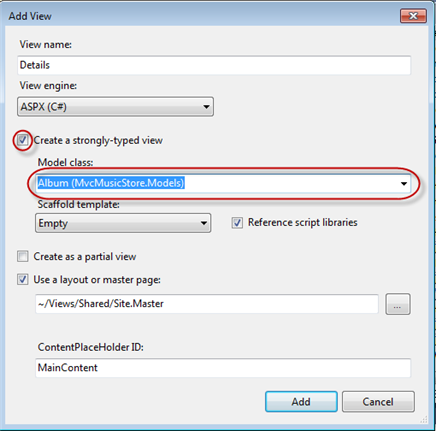 Add View
View name:
Details
View engine:
ASPX (C#)
Create a strongly-typed view
Model class:
Album (MvcMusicStore.Models)
Scaffold template:
Empty
Reference script libraries
Create as a partial view
Use a layout or master page:
~/Views/Shared/Site.Master
...
ContentPlaceHolder ID:
MainContent
Add
Cancel